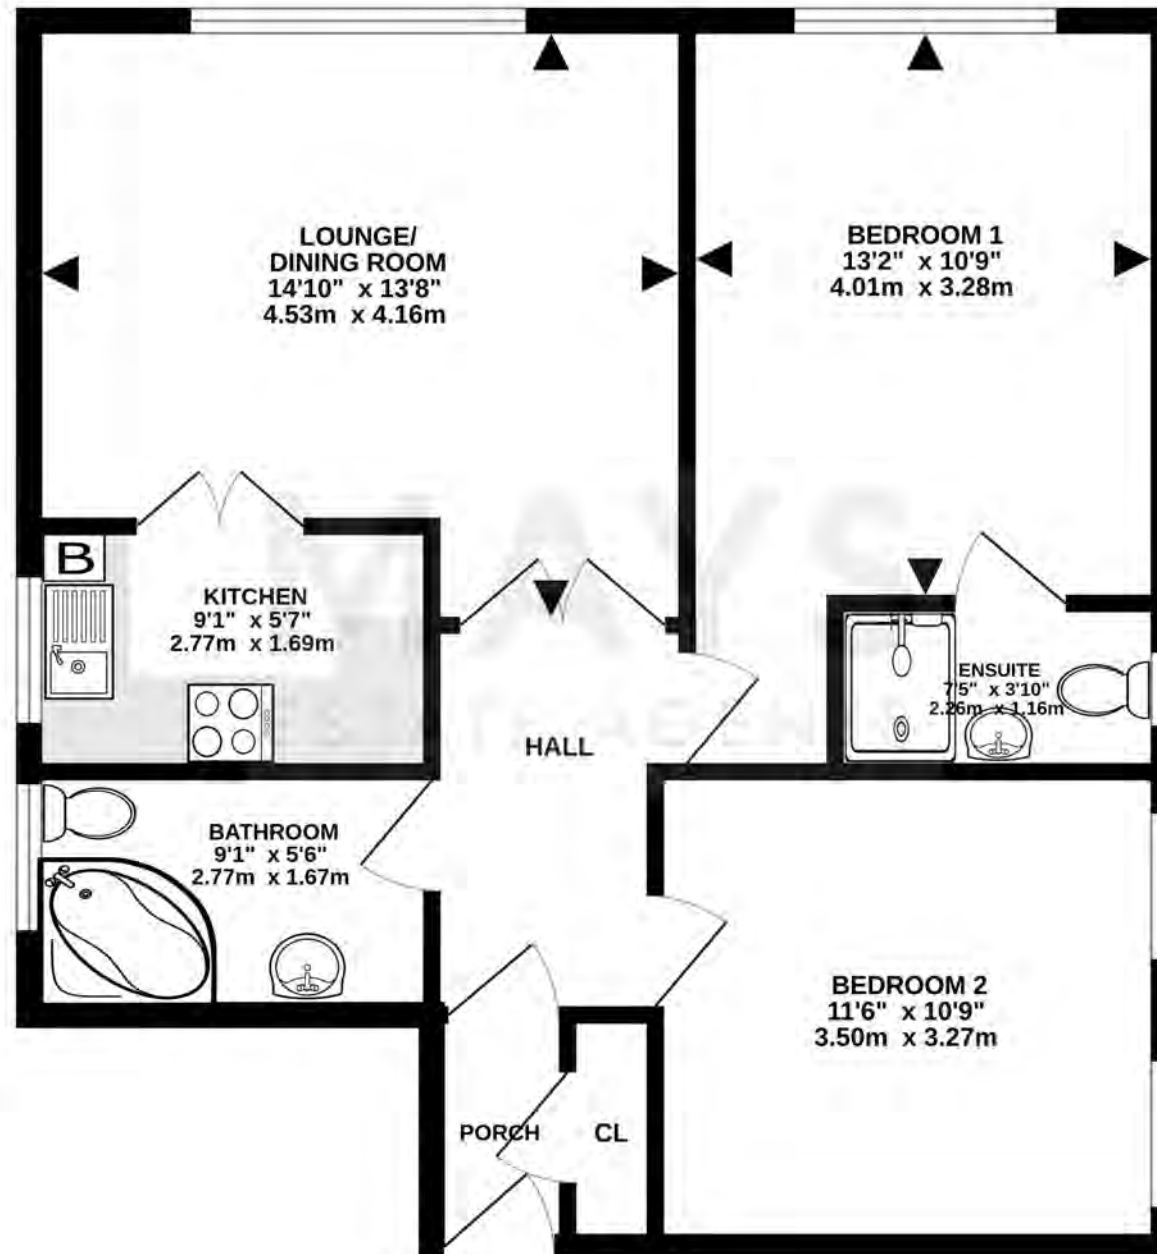 LOUNGE/
DINING ROOM
14'10" x 13'8"
4.53m x 4.16m
BEDROOM 1
13'2" x 10'9"
4.01m x 3.28m
B
KITCHEN
9'1" x 5'7"
2.77m x 1.69m
ENSUITE
7'5" x 3'10"
2.26m x 1.16m
MAYS
ESTATE AGENTS
HALL
BATHROOM
9'1" x 5'6"
2.77m x 1.67m
BEDROOM 2
11'6" x 10'9"
3.50m x 3.27m
PORCH
CL